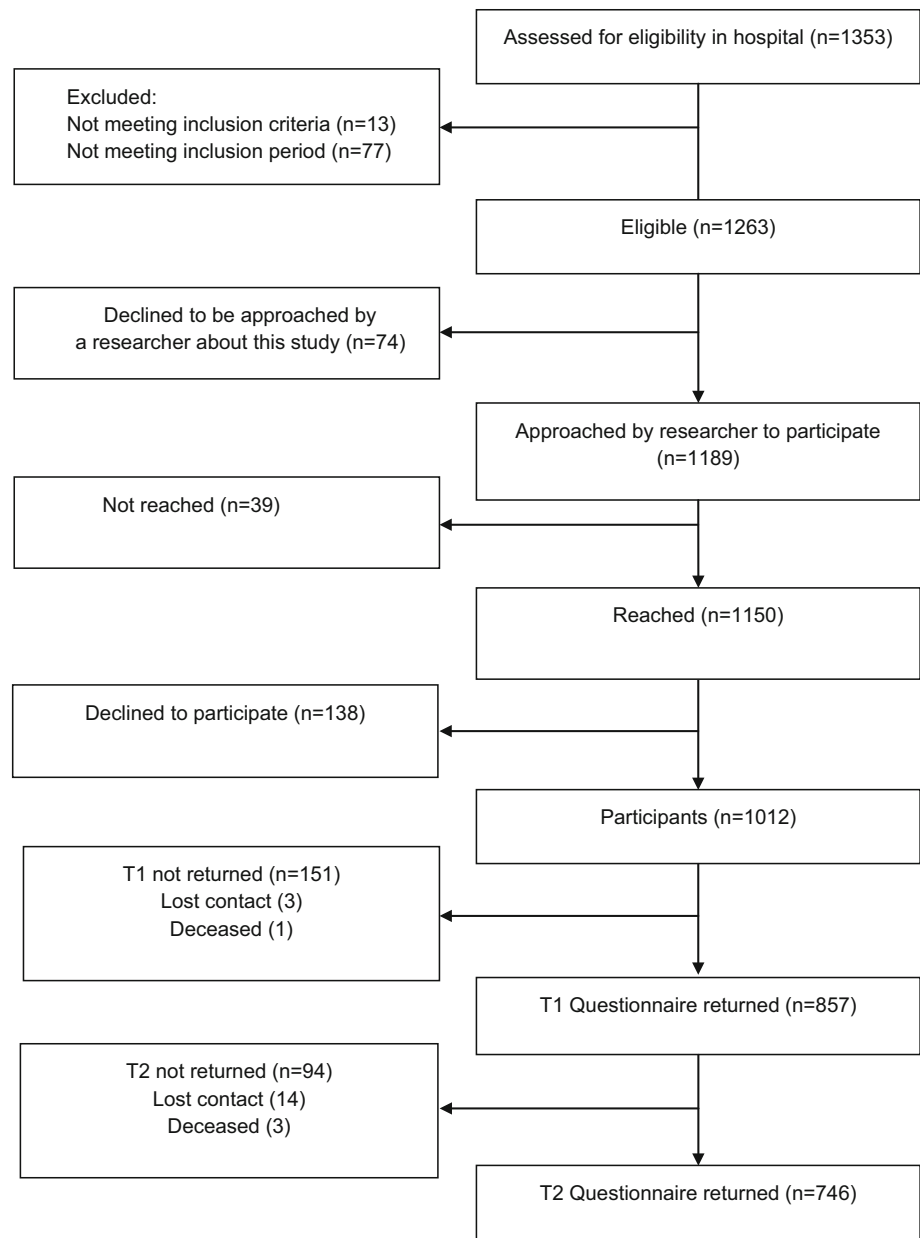 Assessed for eligibility in hospital (n=1353)
Excluded:
Not meeting inclusion criteria (n=13)
Not meeting inclusion period (n=77)
Eligible (n=1263)
Declined to be approached by
a researcher about this study (n=74)
Approached by researcher to participate
(n=1189)
Not reached (n=39)
Reached (n=1150)
Declined to participate (n=138)
Participants (n=1012)
T1 not returned (n=151)
Lost contact (3)
Deceased (1)
T1 Questionnaire returned (n=857)
T2 not returned (n=94)
Lost contact (14)
Deceased (3)
T2 Questionnaire returned (n=746)